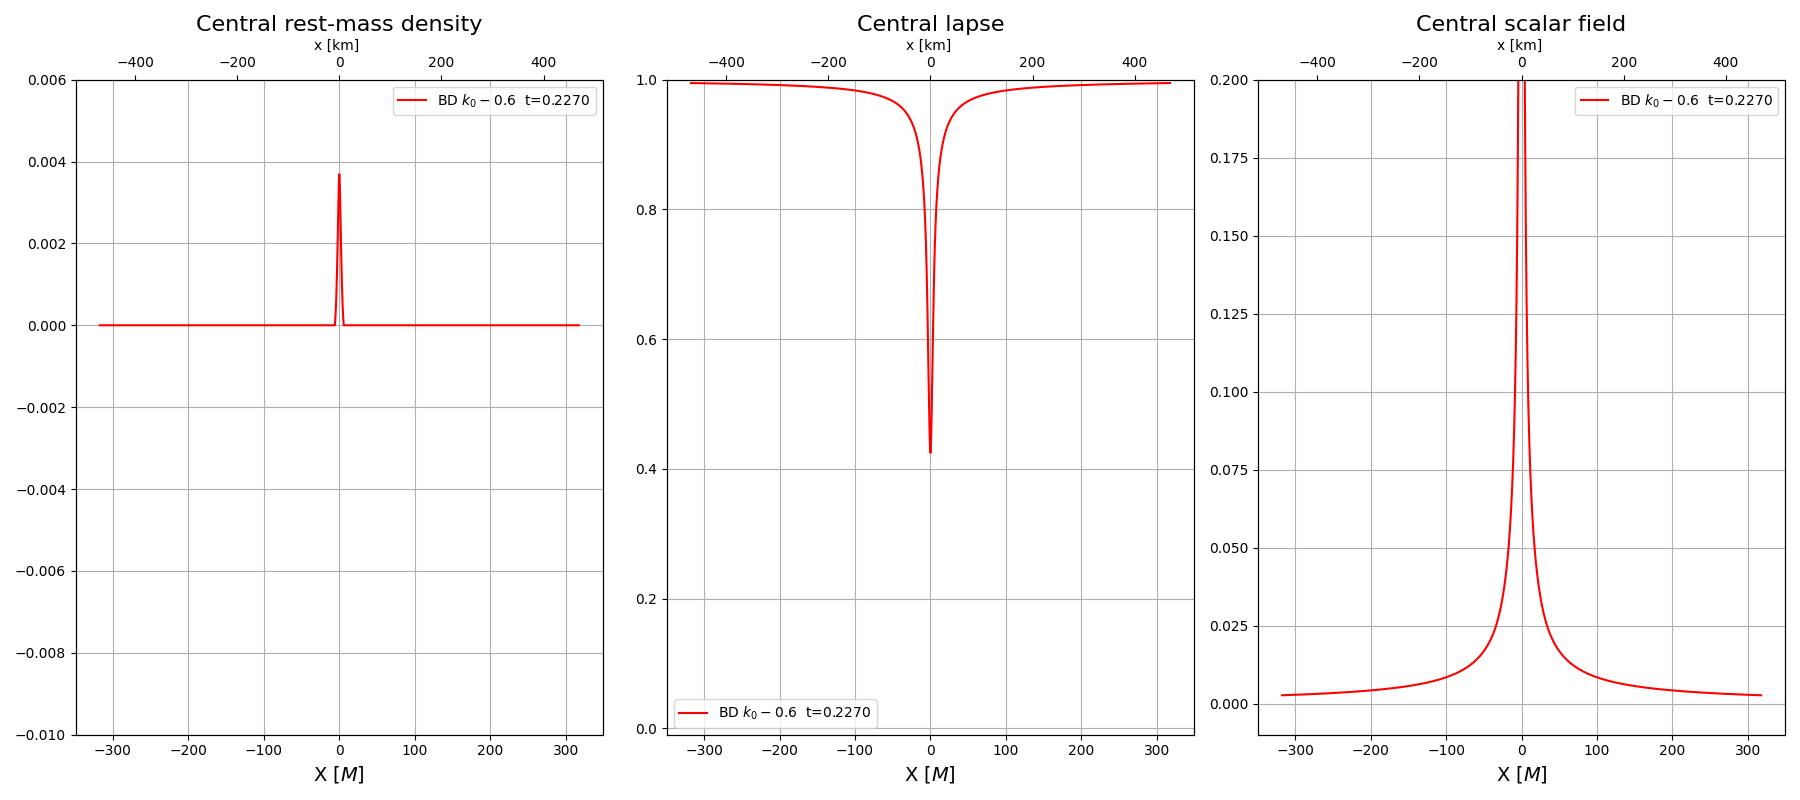 Central rest-mass density
x [km]
−400 −200 0 200 400
0.006
0.004
0.002
0.000
−0.002
−0.004
−0.006
−0.008
−0.010
BD k₀ − 0.6 t=0.2270
−300 −200 −100 0 100 200 300
X [M]
Central lapse
x [km]
−400 −200 0 200 400
1.0
0.8
0.6
0.4
0.2
0.0
BD k₀ − 0.6 t=0.2270
−300 −200 −100 0 100 200 300
X [M]
Central scalar field
x [km]
−400 −200 0 200 400
0.200
0.175
0.150
0.125
0.100
0.075
0.050
0.025
0.000
BD k₀ − 0.6 t=0.2270
−300 −200 −100 0 100 200 300
X [M]